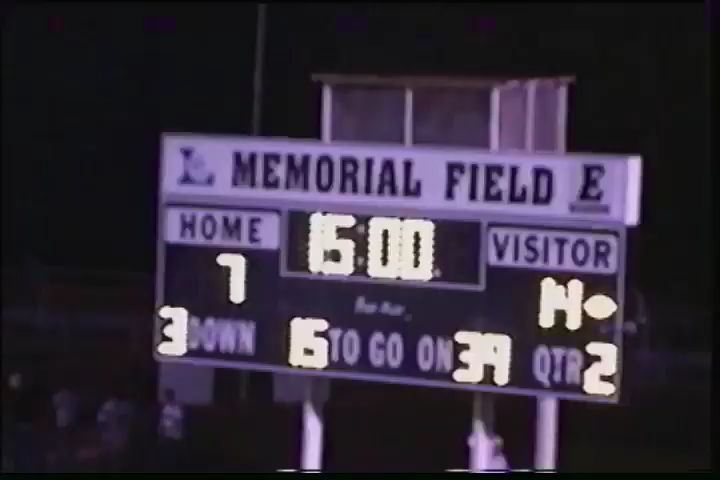 L MEMORIAL FIELD E
HOME 15:00 VISITOR
7 14
3 DOWN 15 TO GO ON 39 QTR 2